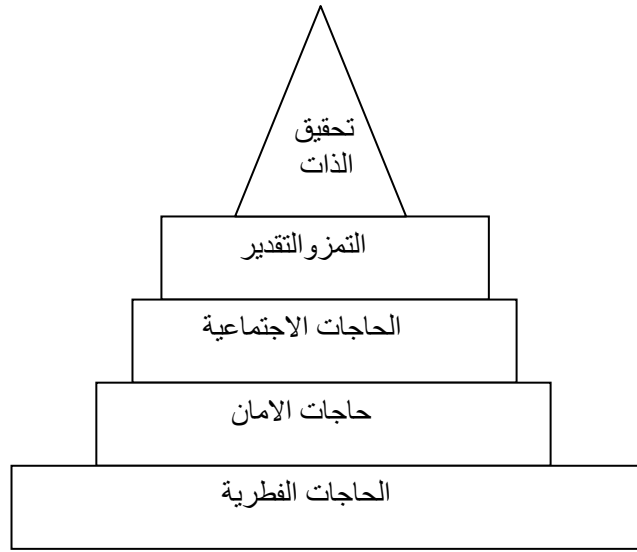 تحقيق
الذات
التمزوالتقدير
الحاجات الاجتماعية
حاجات الامان
الحاجات الفطرية